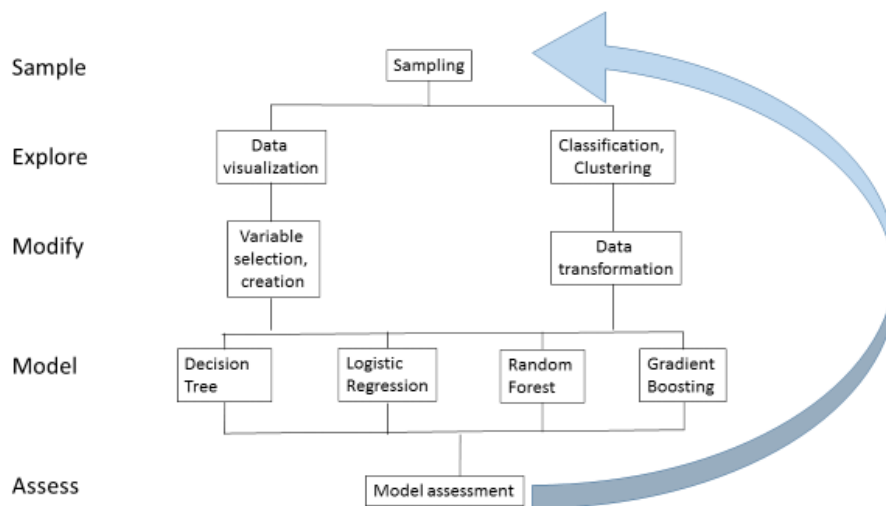 Sample
Sampling
Explore
Data
visualization
Classification,
Clustering
Modify
Variable
selection,
creation
Data
transformation
Model
Decision
Tree
Logistic
Regression
Random
Forest
Gradient
Boosting
Assess
Model assessment